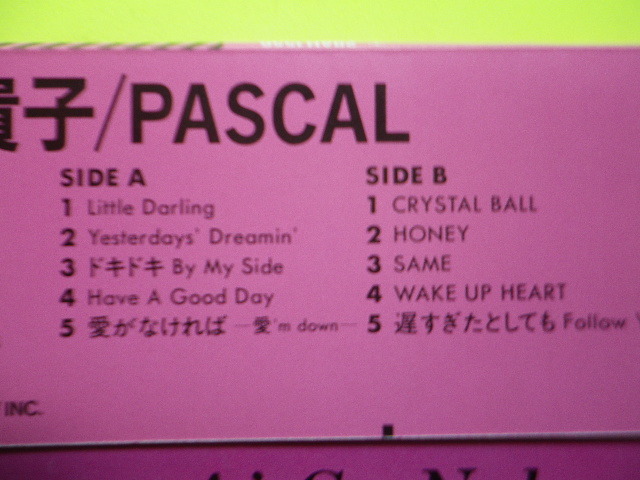 貴子/PASCAL
SIDE A
1 Little Darling
2 Yesterdays' Dreamin'
3 ドキドキ By My Side
4 Have A Good Day
5 愛がなければ —愛'm down—
SIDE B
1 CRYSTAL BALL
2 HONEY
3 SAME
4 WAKE UP HEART
5 遅すぎたとしても Follow
INC.